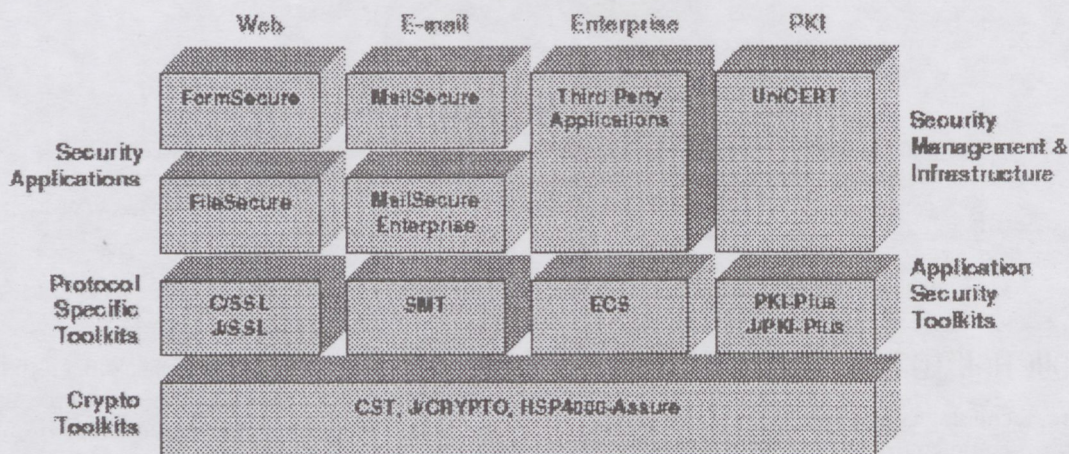 Web E-mail Enterprise PKI
FormSecure MailSecure Third Party UniCERT
Applications
Security
Applications
Security
Management &
Infrastructure
FileSecure MailSecure
Enterprise
Protocol
Specific
Toolkits
C/SSL SMT ECS PKI-Plus
J/SSL J/PKI-Plus
Application
Security
Toolkits
Crypto
Toolkits
CST, J/CRYPTO, HSP4000-Assure